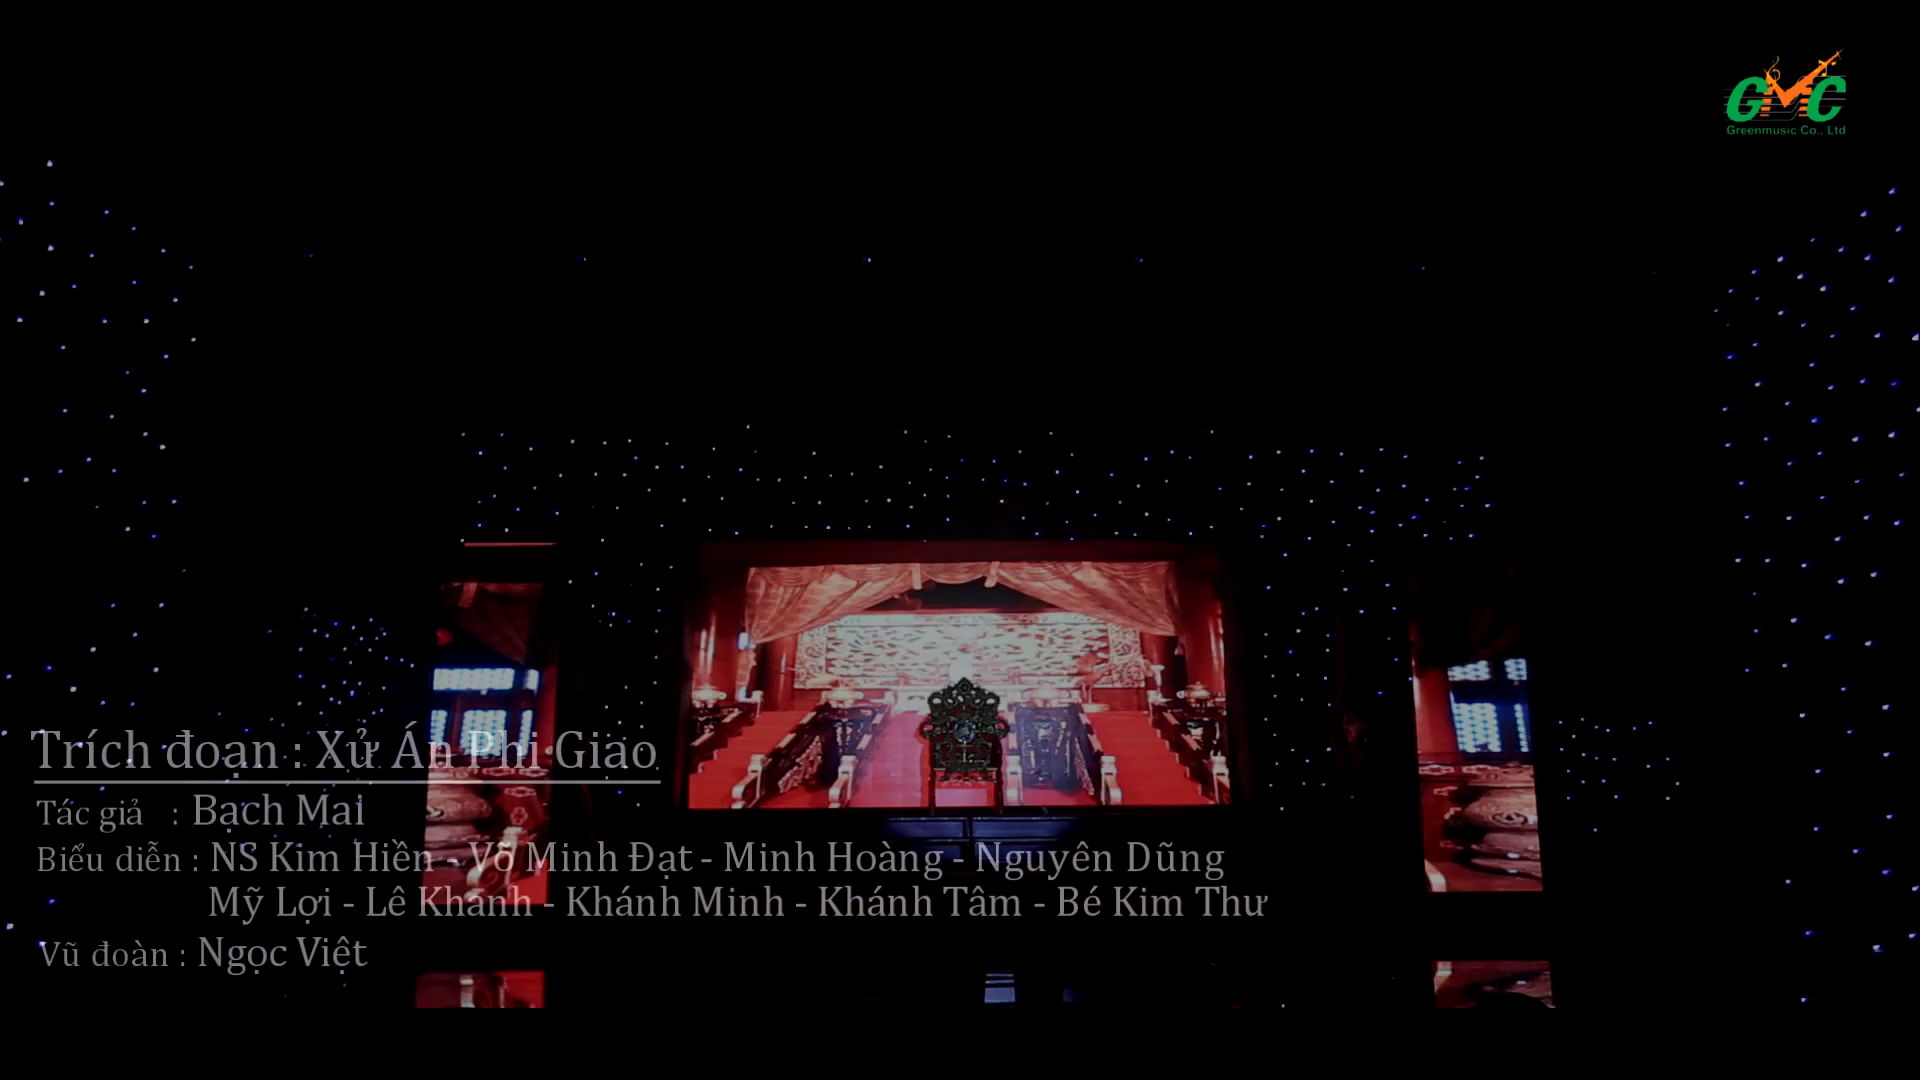 GMC
Greenmusic Co., Ltd
Trích đoạn : Xử Án Phi Giao
Tác giả : Bạch Mai
Biểu diễn : NS Kim Hiền - Võ Minh Đạt - Minh Hoàng - Nguyên Dũng
Mỹ Lợi - Lê Khánh - Khánh Minh - Khánh Tâm - Bé Kim Thư
Vũ đoàn : Ngọc Việt